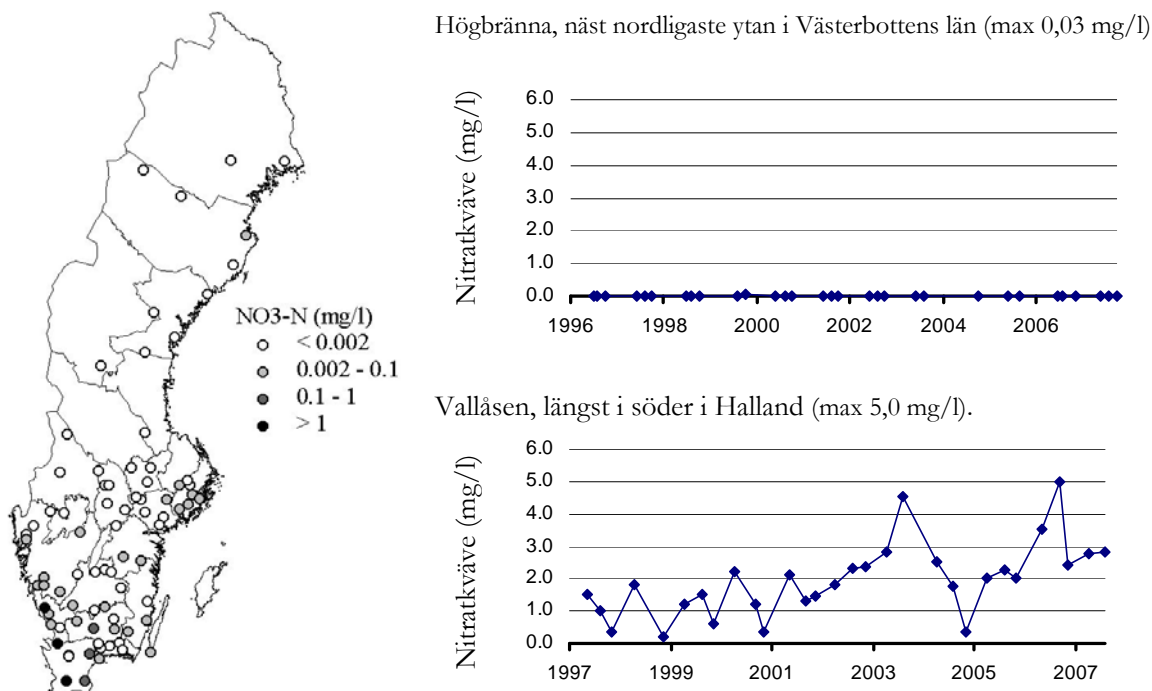 Högbränna, näst nordligaste ytan i Västerbottens län (max 0,03 mg/l)
Nitratkväve (mg/l)
6.0
5.0
4.0
3.0
2.0
1.0
0.0
1996 1998 2000 2002 2004 2006
NO3-N (mg/l)
< 0.002
0.002 - 0.1
0.1 - 1
> 1
Vallåsen, längst i söder i Halland (max 5,0 mg/l).
Nitratkväve (mg/l)
6.0
5.0
4.0
3.0
2.0
1.0
0.0
1997 1999 2001 2003 2005 2007